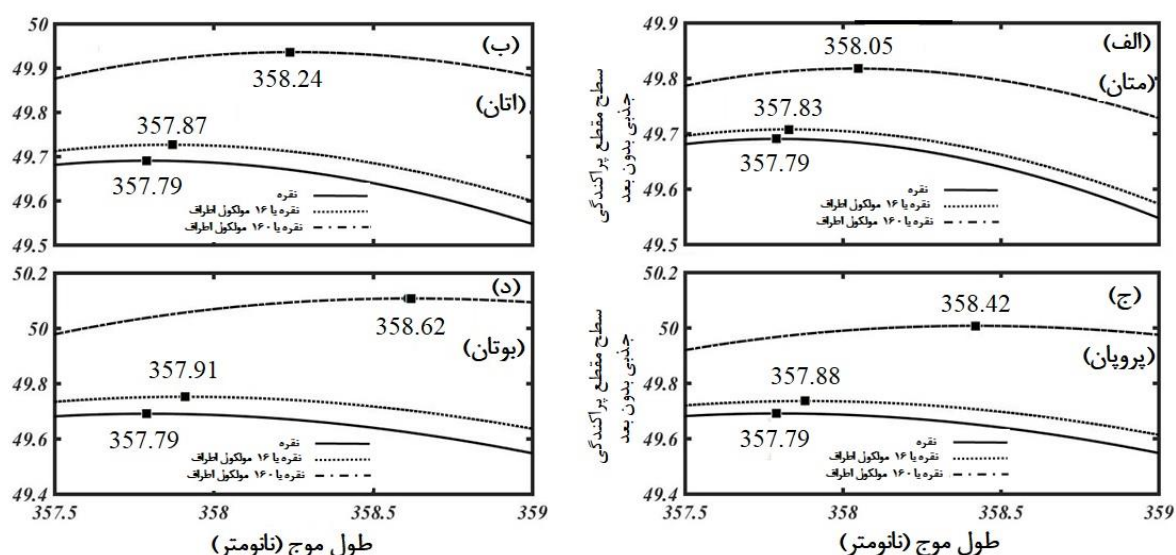 (الف)
(متان)
سطح مقطع پراکندگی
جذبی بدون بعد
49.9
49.8
49.7
49.6
49.5
358.05
357.83
357.79
نقره
نقره با ۱۶ مولکول اطراف
نقره با ۱۶۰ مولکول اطراف
357.5
358
358.5
359
(ب)
(اتان)
50
49.9
49.8
49.7
49.6
49.5
358.24
357.87
357.79
نقره
نقره با ۱۶ مولکول اطراف
نقره با ۱۶۰ مولکول اطراف
(ج)
(پروپان)
سطح مقطع پراکندگی
جذبی بدون بعد
50.2
50
49.8
49.6
49.4
358.42
357.88
357.79
نقره
نقره با ۱۶ مولکول اطراف
نقره با ۱۶۰ مولکول اطراف
357.5
358
358.5
359
طول موج (نانومتر)
(د)
(بوتان)
50.2
50
49.8
49.6
49.4
358.62
357.91
357.79
نقره
نقره با ۱۶ مولکول اطراف
نقره با ۱۶۰ مولکول اطراف
357.5
358
358.5
359
طول موج (نانومتر)